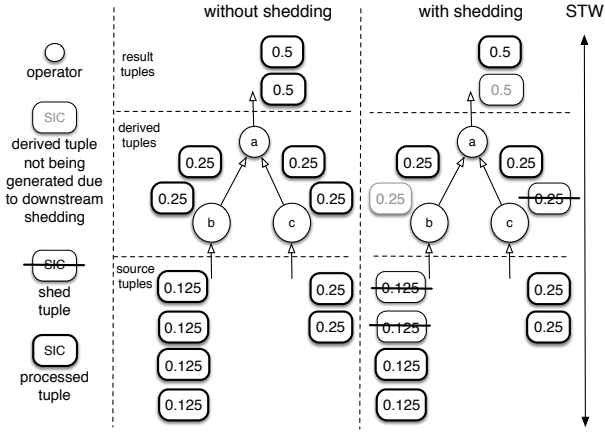 without shedding
with shedding
STW
operator
SIC
derived tuple
not being
generated due
to downstream
shedding
SIC
shed
tuple
SIC
processed
tuple
result
tuples
0.5
0.5
derived
tuples
a
0.25
0.25
0.25
0.25
b
c
source
tuples
0.125
0.25
0.125
0.25
0.125
0.125
0.5
0.5
a
0.25
0.25
0.25
0.25
b
c
0.125
0.25
0.125
0.25
0.125
0.125